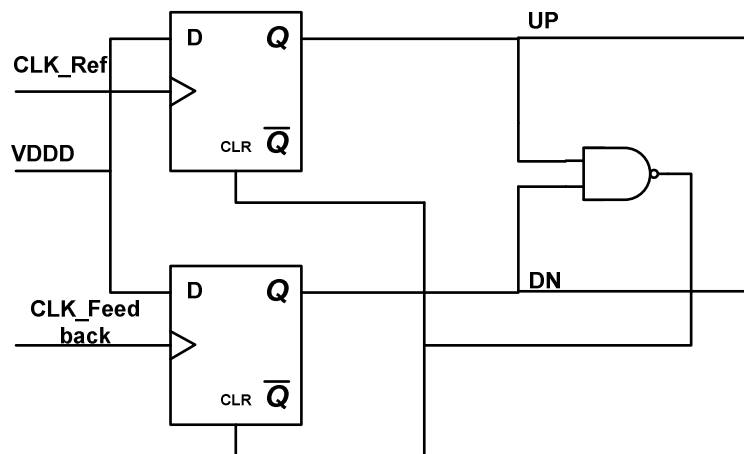 UP
D Q
CLK_Ref
CLR Q
VDDD
D Q
DN
CLK_Feed
back
CLR Q